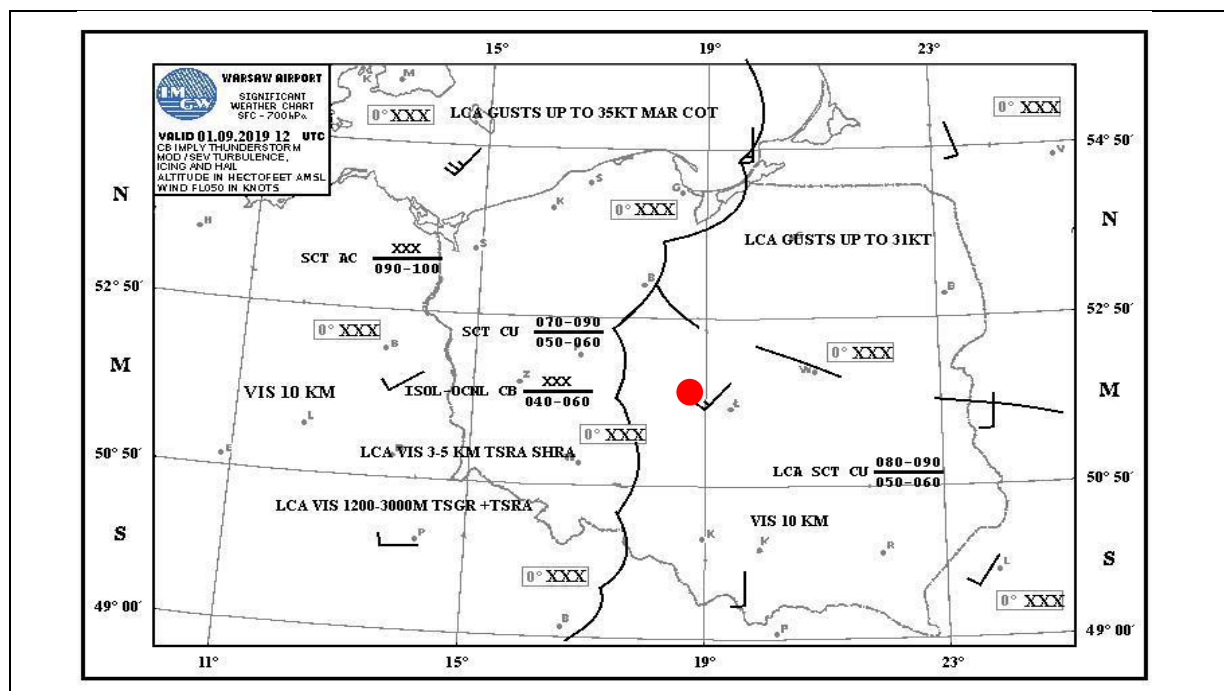 15° 19° 23°
IMGW
WARSAW AIRPORT
SIGNIFICANT
WEATHER CHART
SFC - 700 hPa
VALID 01.09.2019 12 UTC
CB IMPLY THUNDERSTORM
MOD / SEV TURBULENCE,
ICING AND HAIL
ALTITUDE IN HECTOFEET AMSL
WIND FL050 IN KNOTS
K M
0° XXX
LCA GUSTS UP TO 35KT MAR COT
0° XXX
54° 50′
V
N
H
S
K
G
0° XXX
N
S
LCA GUSTS UP TO 31KT
SCT AC XXX
090-100
52° 50′
B
B
52° 50′
0° XXX
B
SCT CU 070-090
050-060
P
0° XXX
W
M
Z
VIS 10 KM
ISOL-OCNL CB XXX
040-060
M
L
Ł
0° XXX
50° 50′
E
LCA VIS 3-5 KM TSRA SHRA
W
LCA SCT CU 080-090
050-060
50° 50′
LCA VIS 1200-3000M TSGR +TSRA
VIS 10 KM
S
P
K
K
R
S
0° XXX
L
49° 00′
0° XXX
B
P
49° 00′
11° 15° 19° 23°